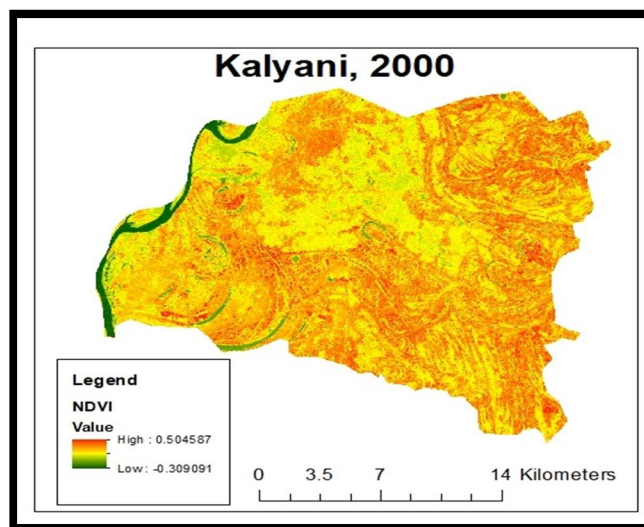 Kalyani, 2000
Legend
NDVI
Value
High : 0.504587
Low : -0.309091
0 3.5 7 14 Kilometers